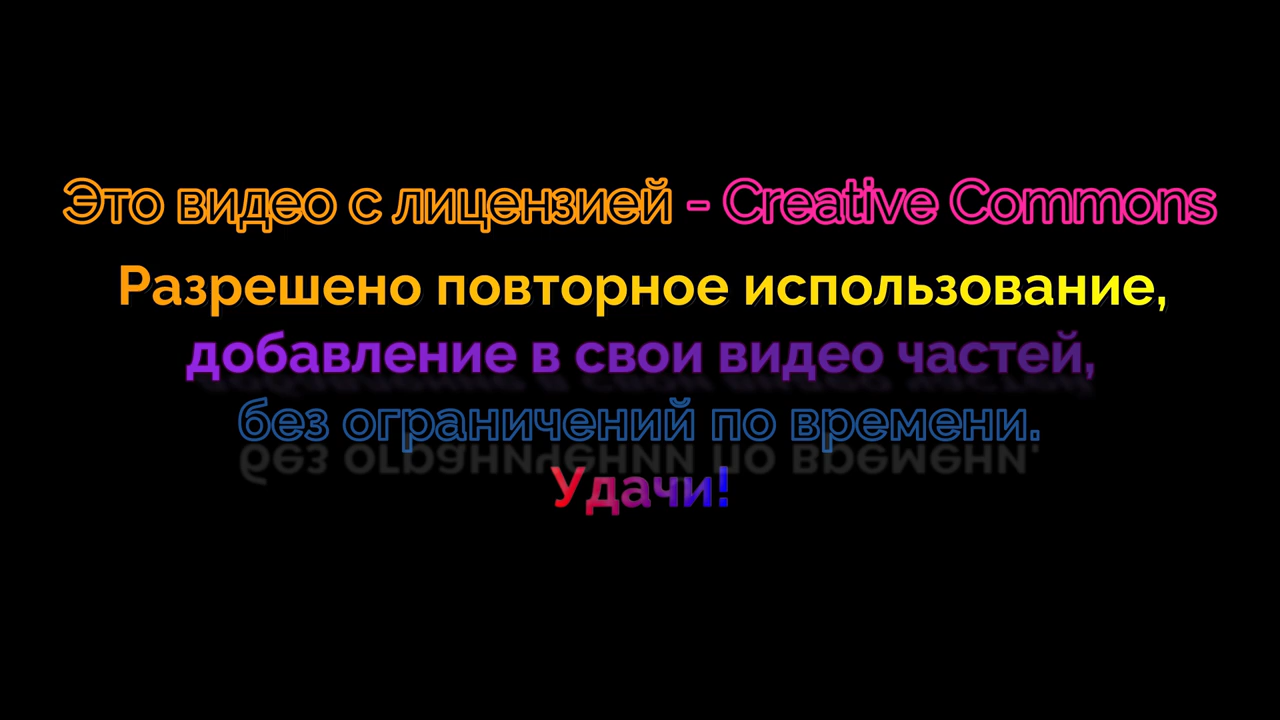 Это видео с лицензией - Creative Commons
Разрешено повторное использование,
добавление в свои видео частей,
без ограничений по времени.
Удачи!